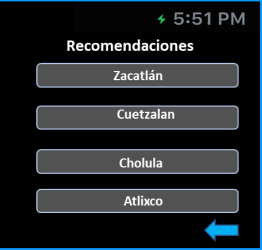 5:51 PM
Recomendaciones
Zacatlán
Cuetzalan
Cholula
Atlixco